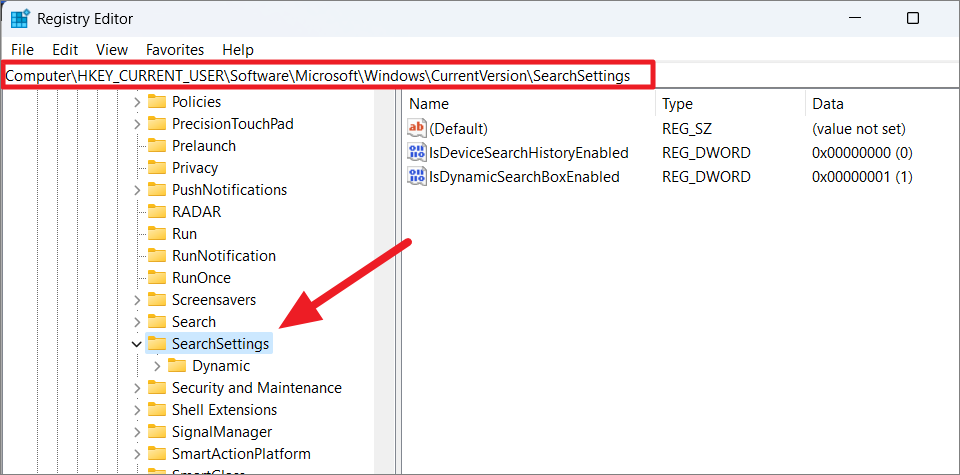 Registry Editor
File Edit View Favorites Help
Computer\HKEY_CURRENT_USER\Software\Microsoft\Windows\CurrentVersion\SearchSettings
Policies
PrecisionTouchPad
Prelaunch
Privacy
PushNotifications
RADAR
Run
RunNotification
RunOnce
Screensavers
Search
SearchSettings
Dynamic
Security and Maintenance
Shell Extensions
SignalManager
SmartActionPlatform
SmartGlass
Name Type Data
ab (Default) REG_SZ (value not set)
IsDeviceSearchHistoryEnabled REG_DWORD 0x00000000 (0)
IsDynamicSearchBoxEnabled REG_DWORD 0x00000001 (1)